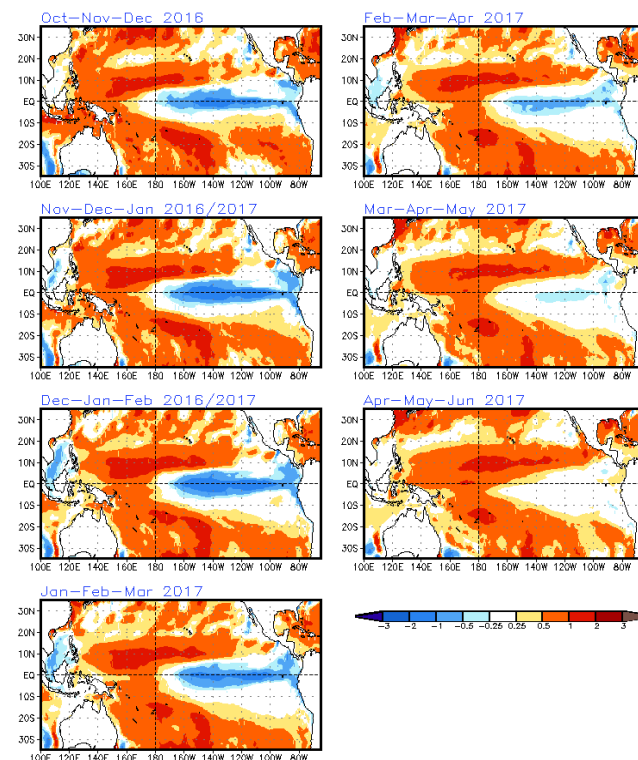 Oct-Nov-Dec 2016
30N
20N
10N
EQ
10S
20S
30S
100E 120E 140E 160E 180 160W 140W 120W 100W 80W
Nov-Dec-Jan 2016/2017
30N
20N
10N
EQ
10S
20S
30S
100E 120E 140E 160E 180 160W 140W 120W 100W 80W
Dec-Jan-Feb 2016/2017
30N
20N
10N
EQ
10S
20S
30S
100E 120E 140E 160E 180 160W 140W 120W 100W 80W
Jan-Feb-Mar 2017
30N
20N
10N
EQ
10S
20S
30S
100E 120E 140E 160E 180 160W 140W 120W 100W 80W
Feb-Mar-Apr 2017
30N
20N
10N
EQ
10S
20S
30S
100E 120E 140E 160E 180 160W 140W 120W 100W 80W
Mar-Apr-May 2017
30N
20N
10N
EQ
10S
20S
30S
100E 120E 140E 160E 180 160W 140W 120W 100W 80W
Apr-May-Jun 2017
30N
20N
10N
EQ
10S
20S
30S
100E 120E 140E 160E 180 160W 140W 120W 100W 80W
-3 -2 -1 -0.5 -0.25 0.25 0.5 1 2 3